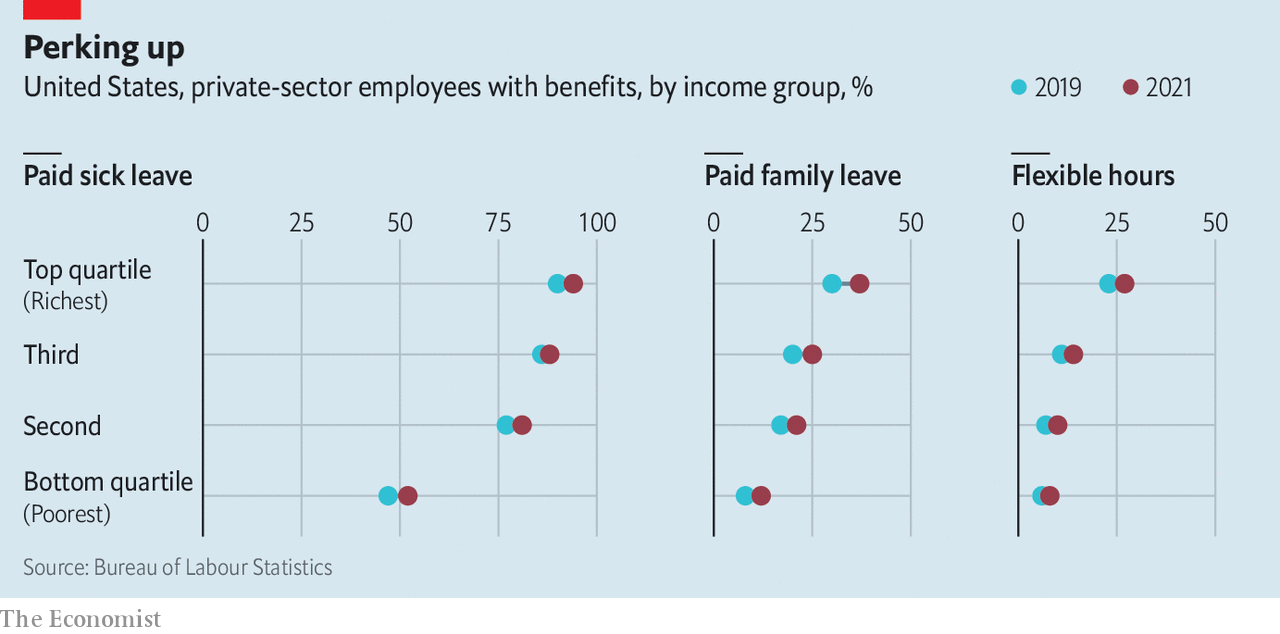 Perking up
United States, private-sector employees with benefits, by income group, %
2019 2021
Paid sick leave
Paid family leave
Flexible hours
0 25 50 75 100
0 25 50
0 25 50
Top quartile
(Richest)
Third
Second
Bottom quartile
(Poorest)
Source: Bureau of Labour Statistics
The Economist